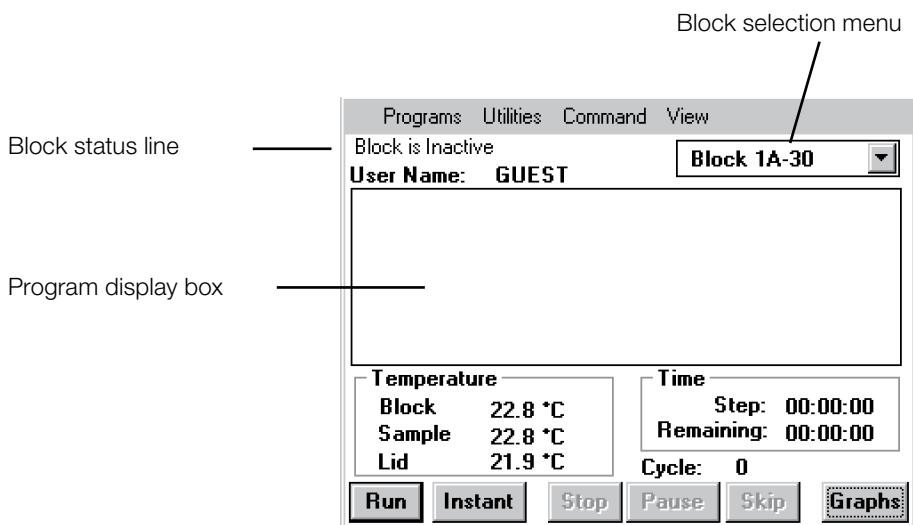 Block selection menu
Programs Utilities Command View
Block status line
Block is Inactive
Block 1A-30
User Name: GUEST
Program display box
Temperature
Block 22.8 °C
Sample 22.8 °C
Lid 21.9 °C
Time
Step: 00:00:00
Remaining: 00:00:00
Cycle: 0
Run Instant Stop Pause Skip Graphs